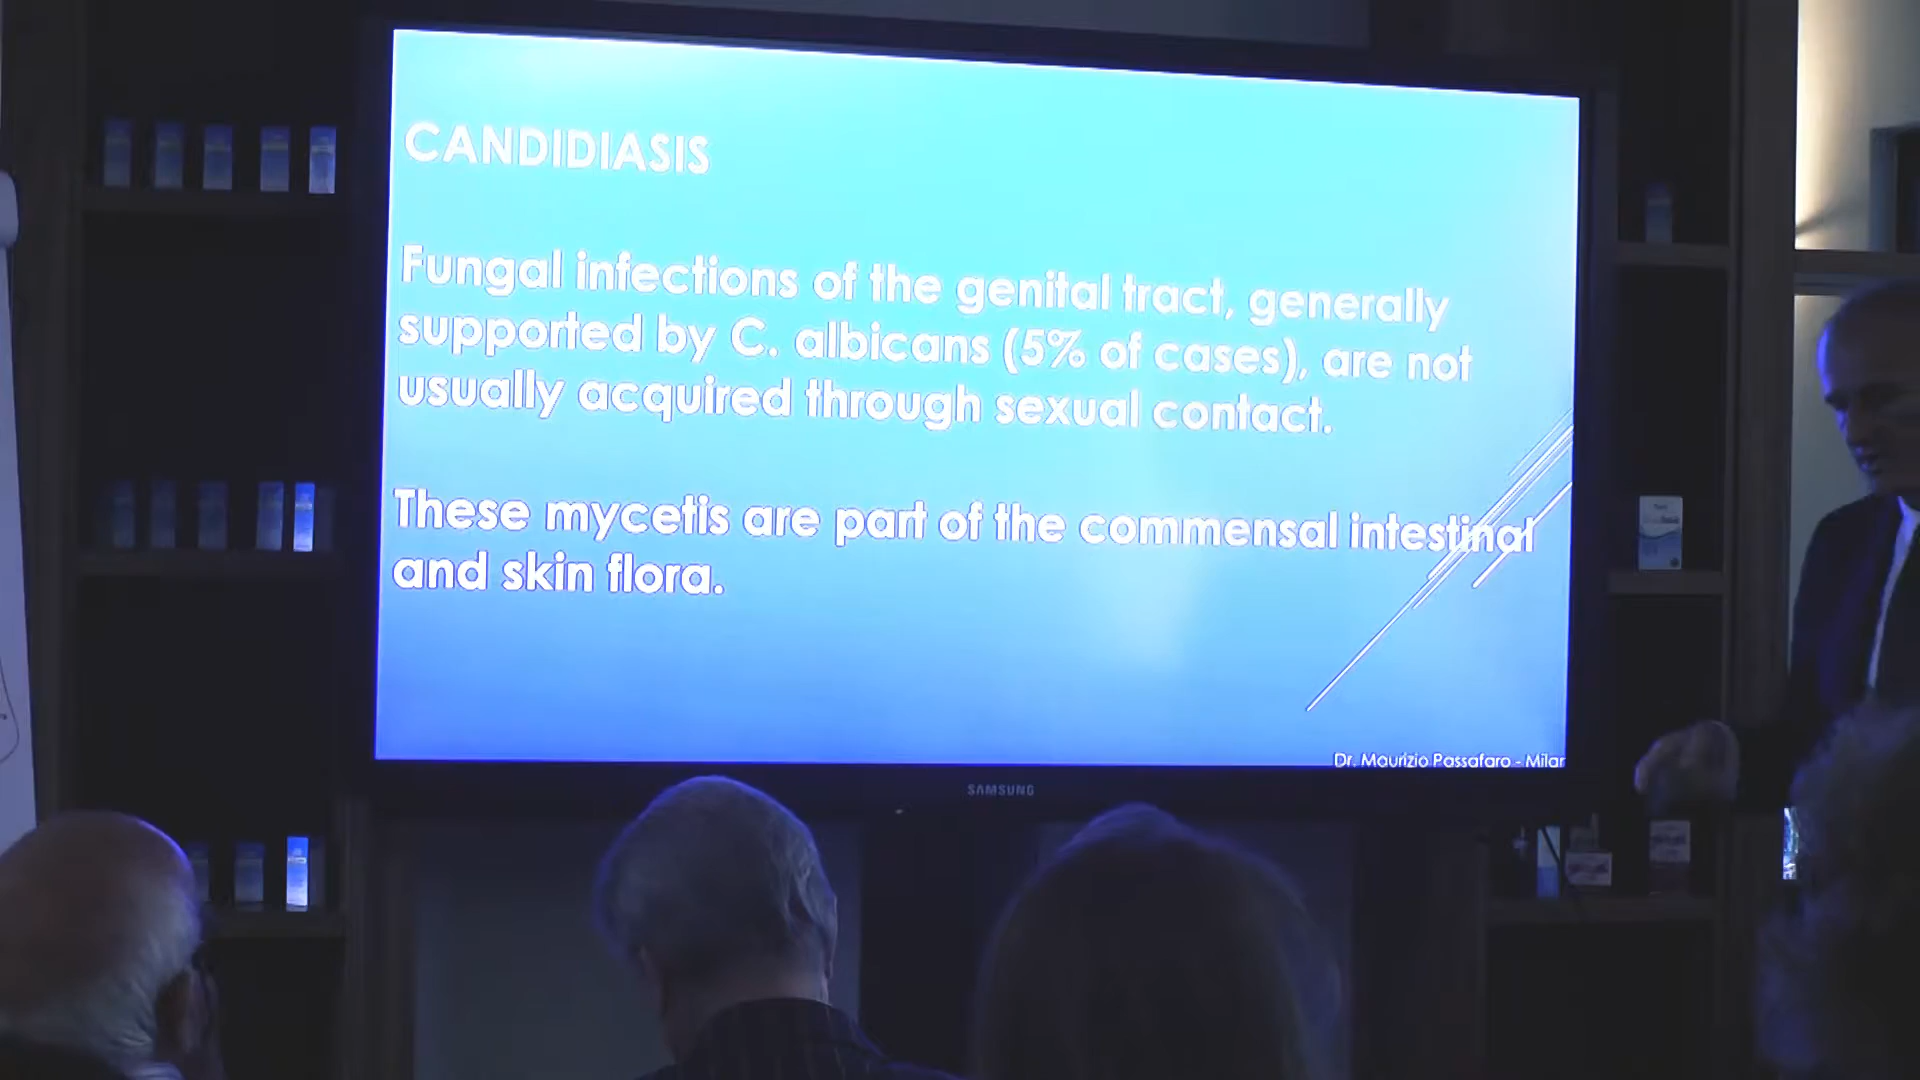 CANDIDIASIS
Fungal infections of the genital tract, generally
supported by C. albicans (5% of cases), are not
usually acquired through sexual contact.
These mycetis are part of the commensal intestinal
and skin flora.
Dr. Maurizio Passafaro - Milan
SAMSUNG